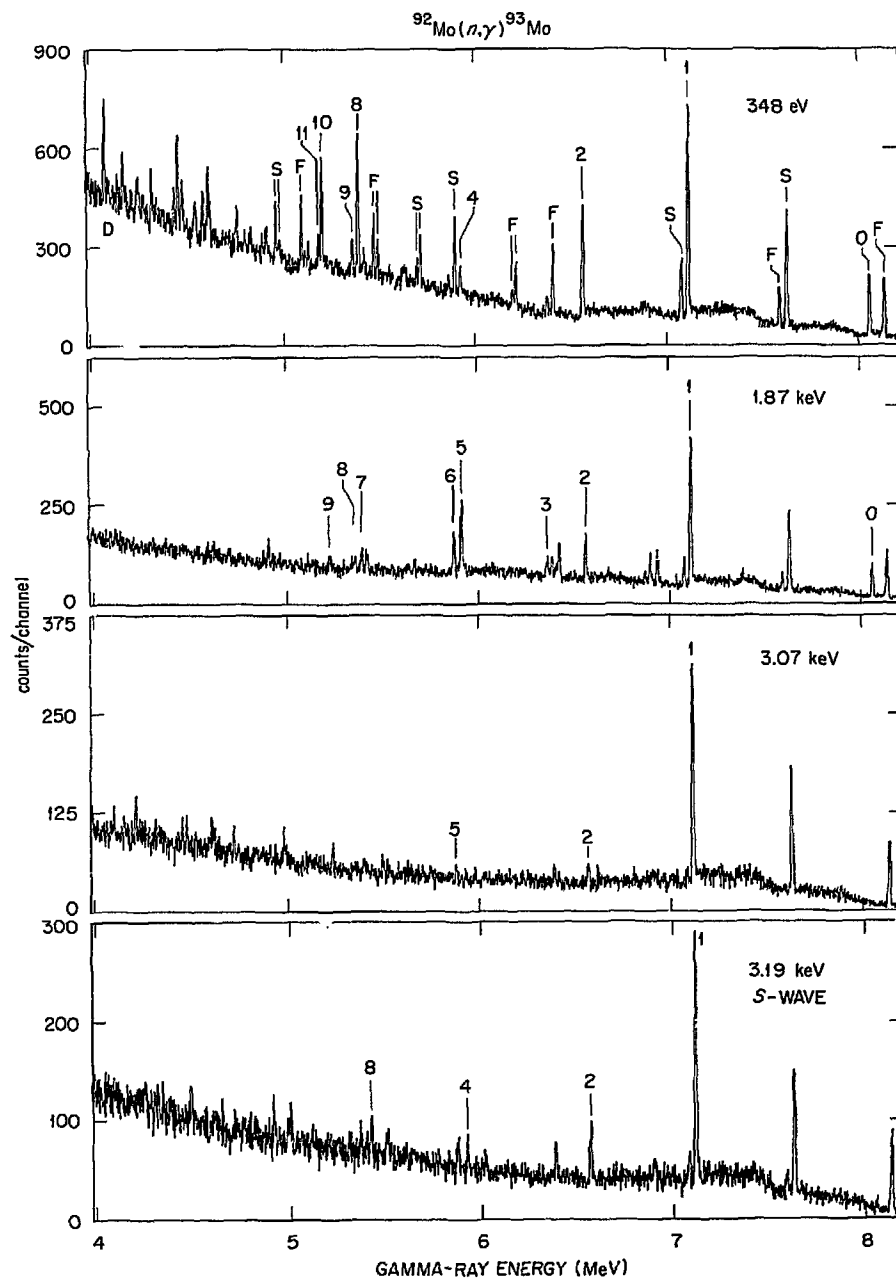 ⁹²Mo(n,γ)⁹³Mo
counts/channel
900
600
300
0
348 eV
D
S
F
11
10
9
8
F
S
S
4
F
F
2
S
1
F
S
0
F
500
250
0
1.87 keV
9
8
7
6
5
3
2
1
0
375
250
125
0
3.07 keV
5
2
1
300
200
100
0
3.19 keV
S-WAVE
8
4
2
1
4
5
6
7
8
GAMMA-RAY ENERGY (MeV)